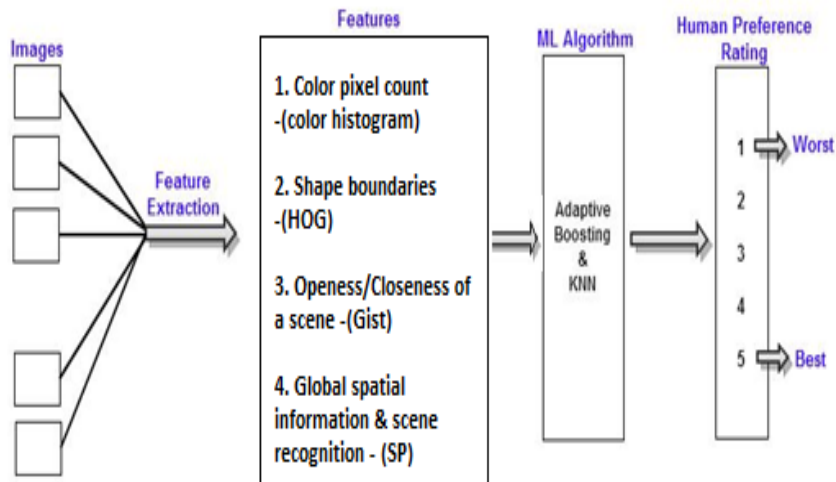 Images
Feature
Extraction
Features
1. Color pixel count
-(color histogram)
2. Shape boundaries
-(HOG)
3. Openess/Closeness of
a scene -(Gist)
4. Global spatial
information & scene
recognition - (SP)
ML Algorithm
Adaptive
Boosting
&
KNN
Human Preference
Rating
1
Worst
2
3
4
5
Best